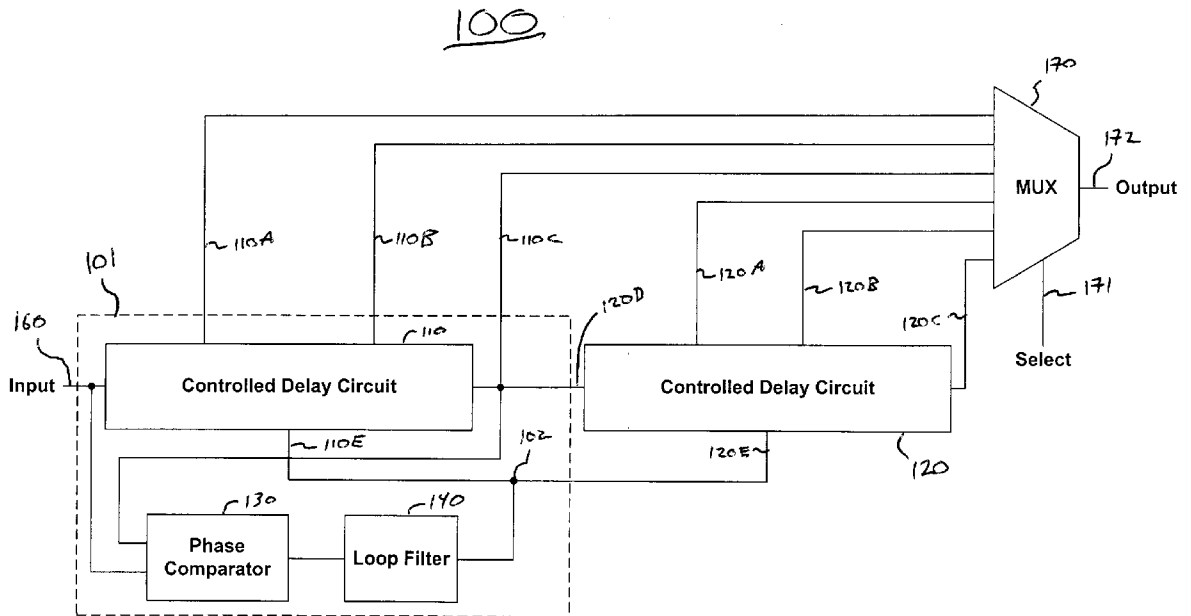 100
170
172
MUX
Output
110A
110B
110C
120A
120B
120D
120C
171
101
160
110
Select
Input
Controlled Delay Circuit
Controlled Delay Circuit
110E
102
120E
120
130
140
Phase
Comparator
Loop Filter